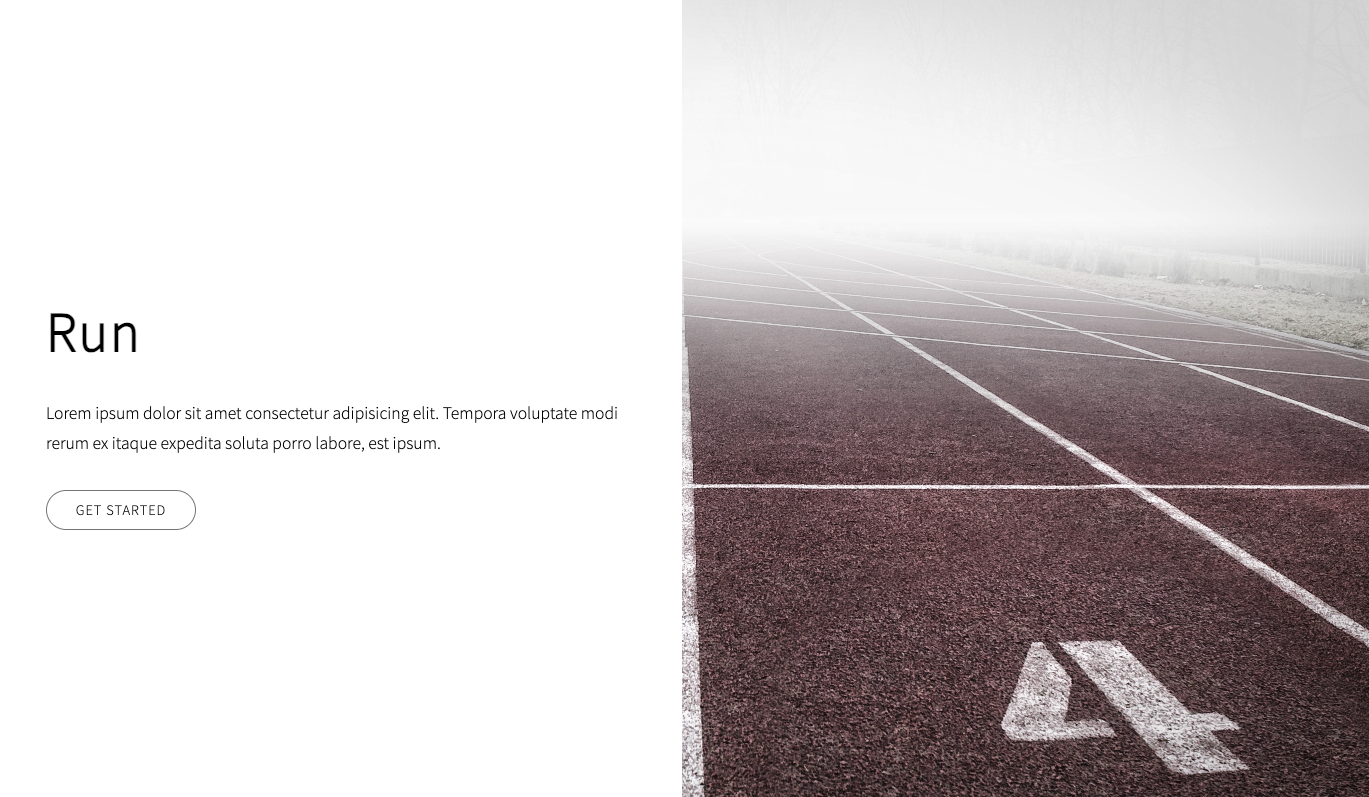 Run
Lorem ipsum dolor sit amet consectetur adipisicing elit. Tempora voluptate modi
rerum ex itaque expedita soluta porro labore, est ipsum.
GET STARTED
4